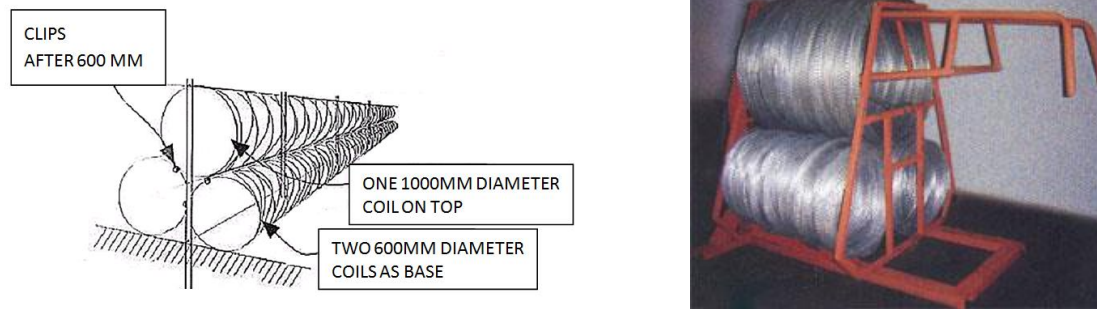 CLIPS
AFTER 600 MM
ONE 1000MM DIAMETER
COIL ON TOP
TWO 600MM DIAMETER
COILS AS BASE